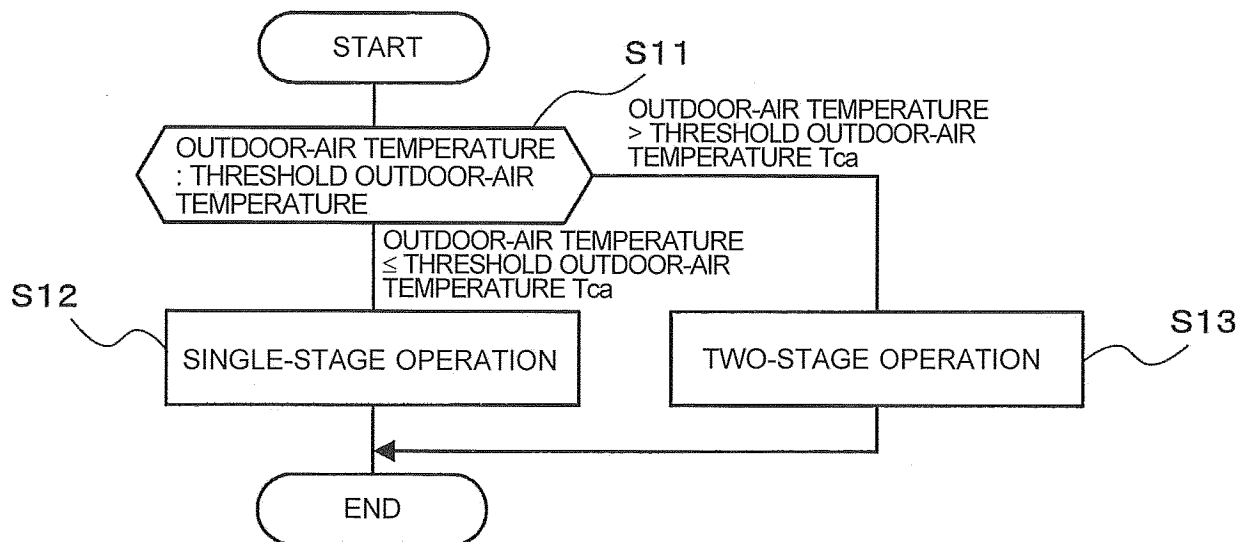 START
S11
OUTDOOR-AIR TEMPERATURE
> THRESHOLD OUTDOOR-AIR
TEMPERATURE Tca
OUTDOOR-AIR TEMPERATURE
: THRESHOLD OUTDOOR-AIR
TEMPERATURE
OUTDOOR-AIR TEMPERATURE
≤ THRESHOLD OUTDOOR-AIR
TEMPERATURE Tca
S12
SINGLE-STAGE OPERATION
TWO-STAGE OPERATION
S13
END